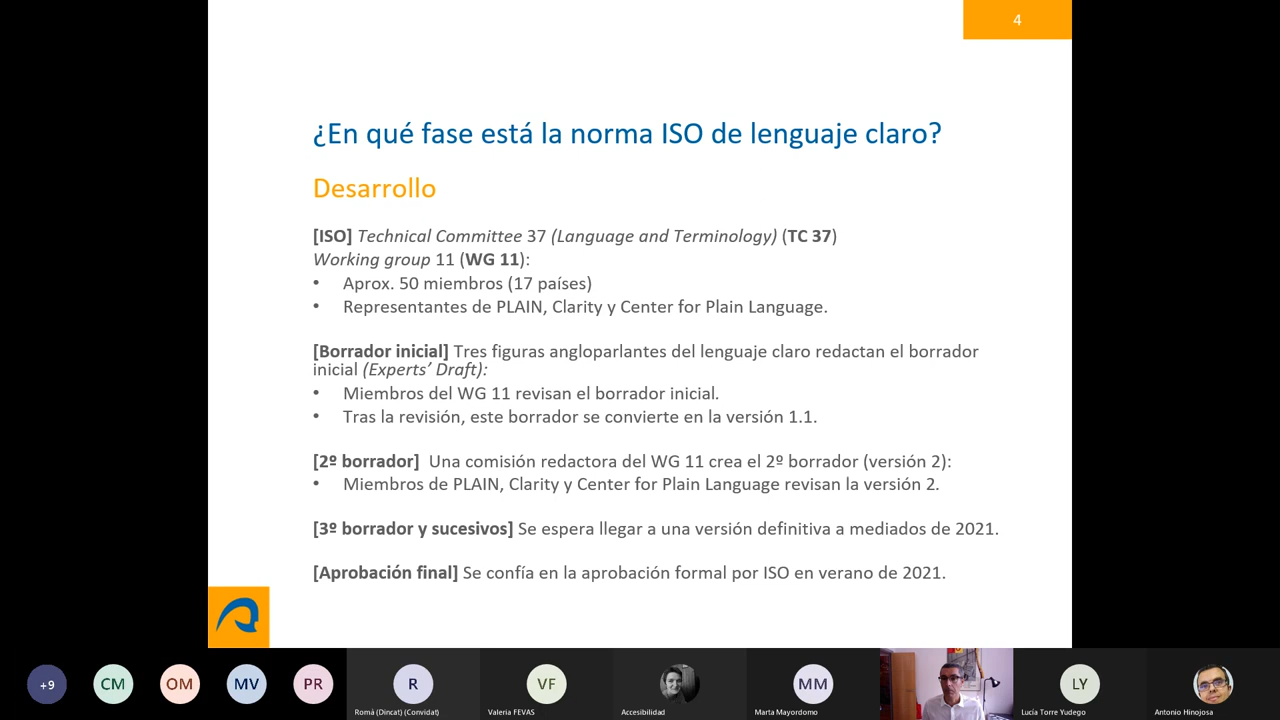 4
¿En qué fase está la norma ISO de lenguaje claro?
Desarrollo
[ISO] Technical Committee 37 (Language and Terminology) (TC 37)
Working group 11 (WG 11):
• Aprox. 50 miembros (17 países)
• Representantes de PLAIN, Clarity y Center for Plain Language.
[Borrador inicial] Tres figuras angloparlantes del lenguaje claro redactan el borrador
inicial (Experts’ Draft):
• Miembros del WG 11 revisan el borrador inicial.
• Tras la revisión, este borrador se convierte en la versión 1.1.
[2º borrador]  Una comisión redactora del WG 11 crea el 2º borrador (versión 2):
• Miembros de PLAIN, Clarity y Center for Plain Language revisan la versión 2.
[3º borrador y sucesivos] Se espera llegar a una versión definitiva a mediados de 2021.
[Aprobación final] Se confía en la aprobación formal por ISO en verano de 2021.
+9
CM
OM
MV
PR
R
VF
MM
LY
Romá (Dincat) (Convidat)
Valeria FEVAS
Accesibilidad
Marta Mayordomo
Lucía Torre Yudego
Antonio Hinojosa